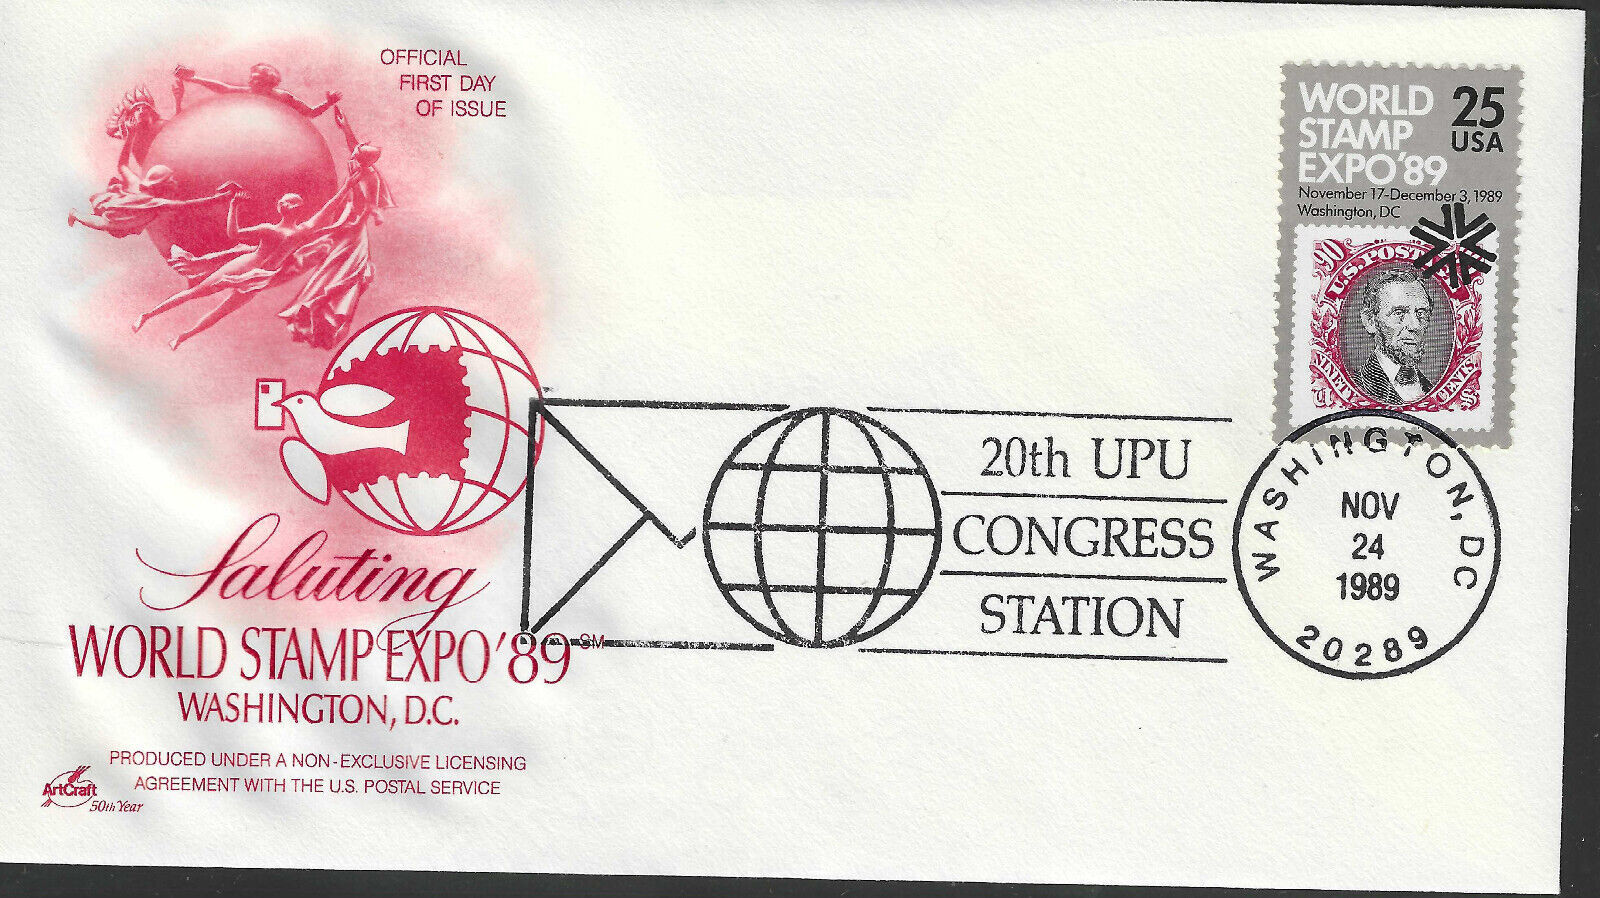 OFFICIAL
FIRST DAY
OF ISSUE
WORLD
STAMP
EXPO'89
25
USA
November 17-December 3, 1989
Washington, DC
90
U.S. POST
NINETY CENTS
U S
20th UPU
CONGRESS
STATION
WASHINGTON, DC
NOV
24
1989
20289
Saluting
WORLD STAMP EXPO '89 SM
WASHINGTON, D.C.
PRODUCED UNDER A NON-EXCLUSIVE LICENSING
AGREEMENT WITH THE U.S. POSTAL SERVICE
ArtCraft
50th Year